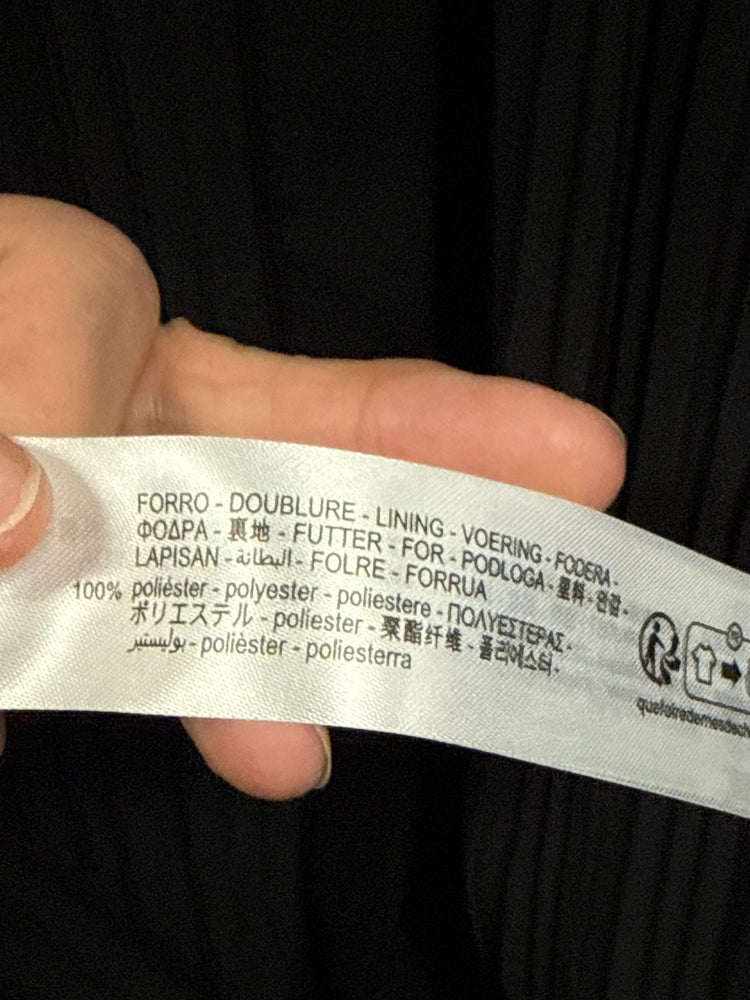 FORRO - DOUBLURE - LINING - VOERING - FODERA -
ΦΟΔΡΑ - 裏地 - FUTTER - FOR - PODLOGA - 里料 - 안감 -
LAPISAN - البطانة - FOLRE - FORRUA
100% poliéster - polyester - poliestere - ΠΟΛΥΕΣΤΕΡΑΣ -
ポリエステル - poliester - 聚酯纤维 - 폴리에스터 -
بوليستير - polièster - poliesterra